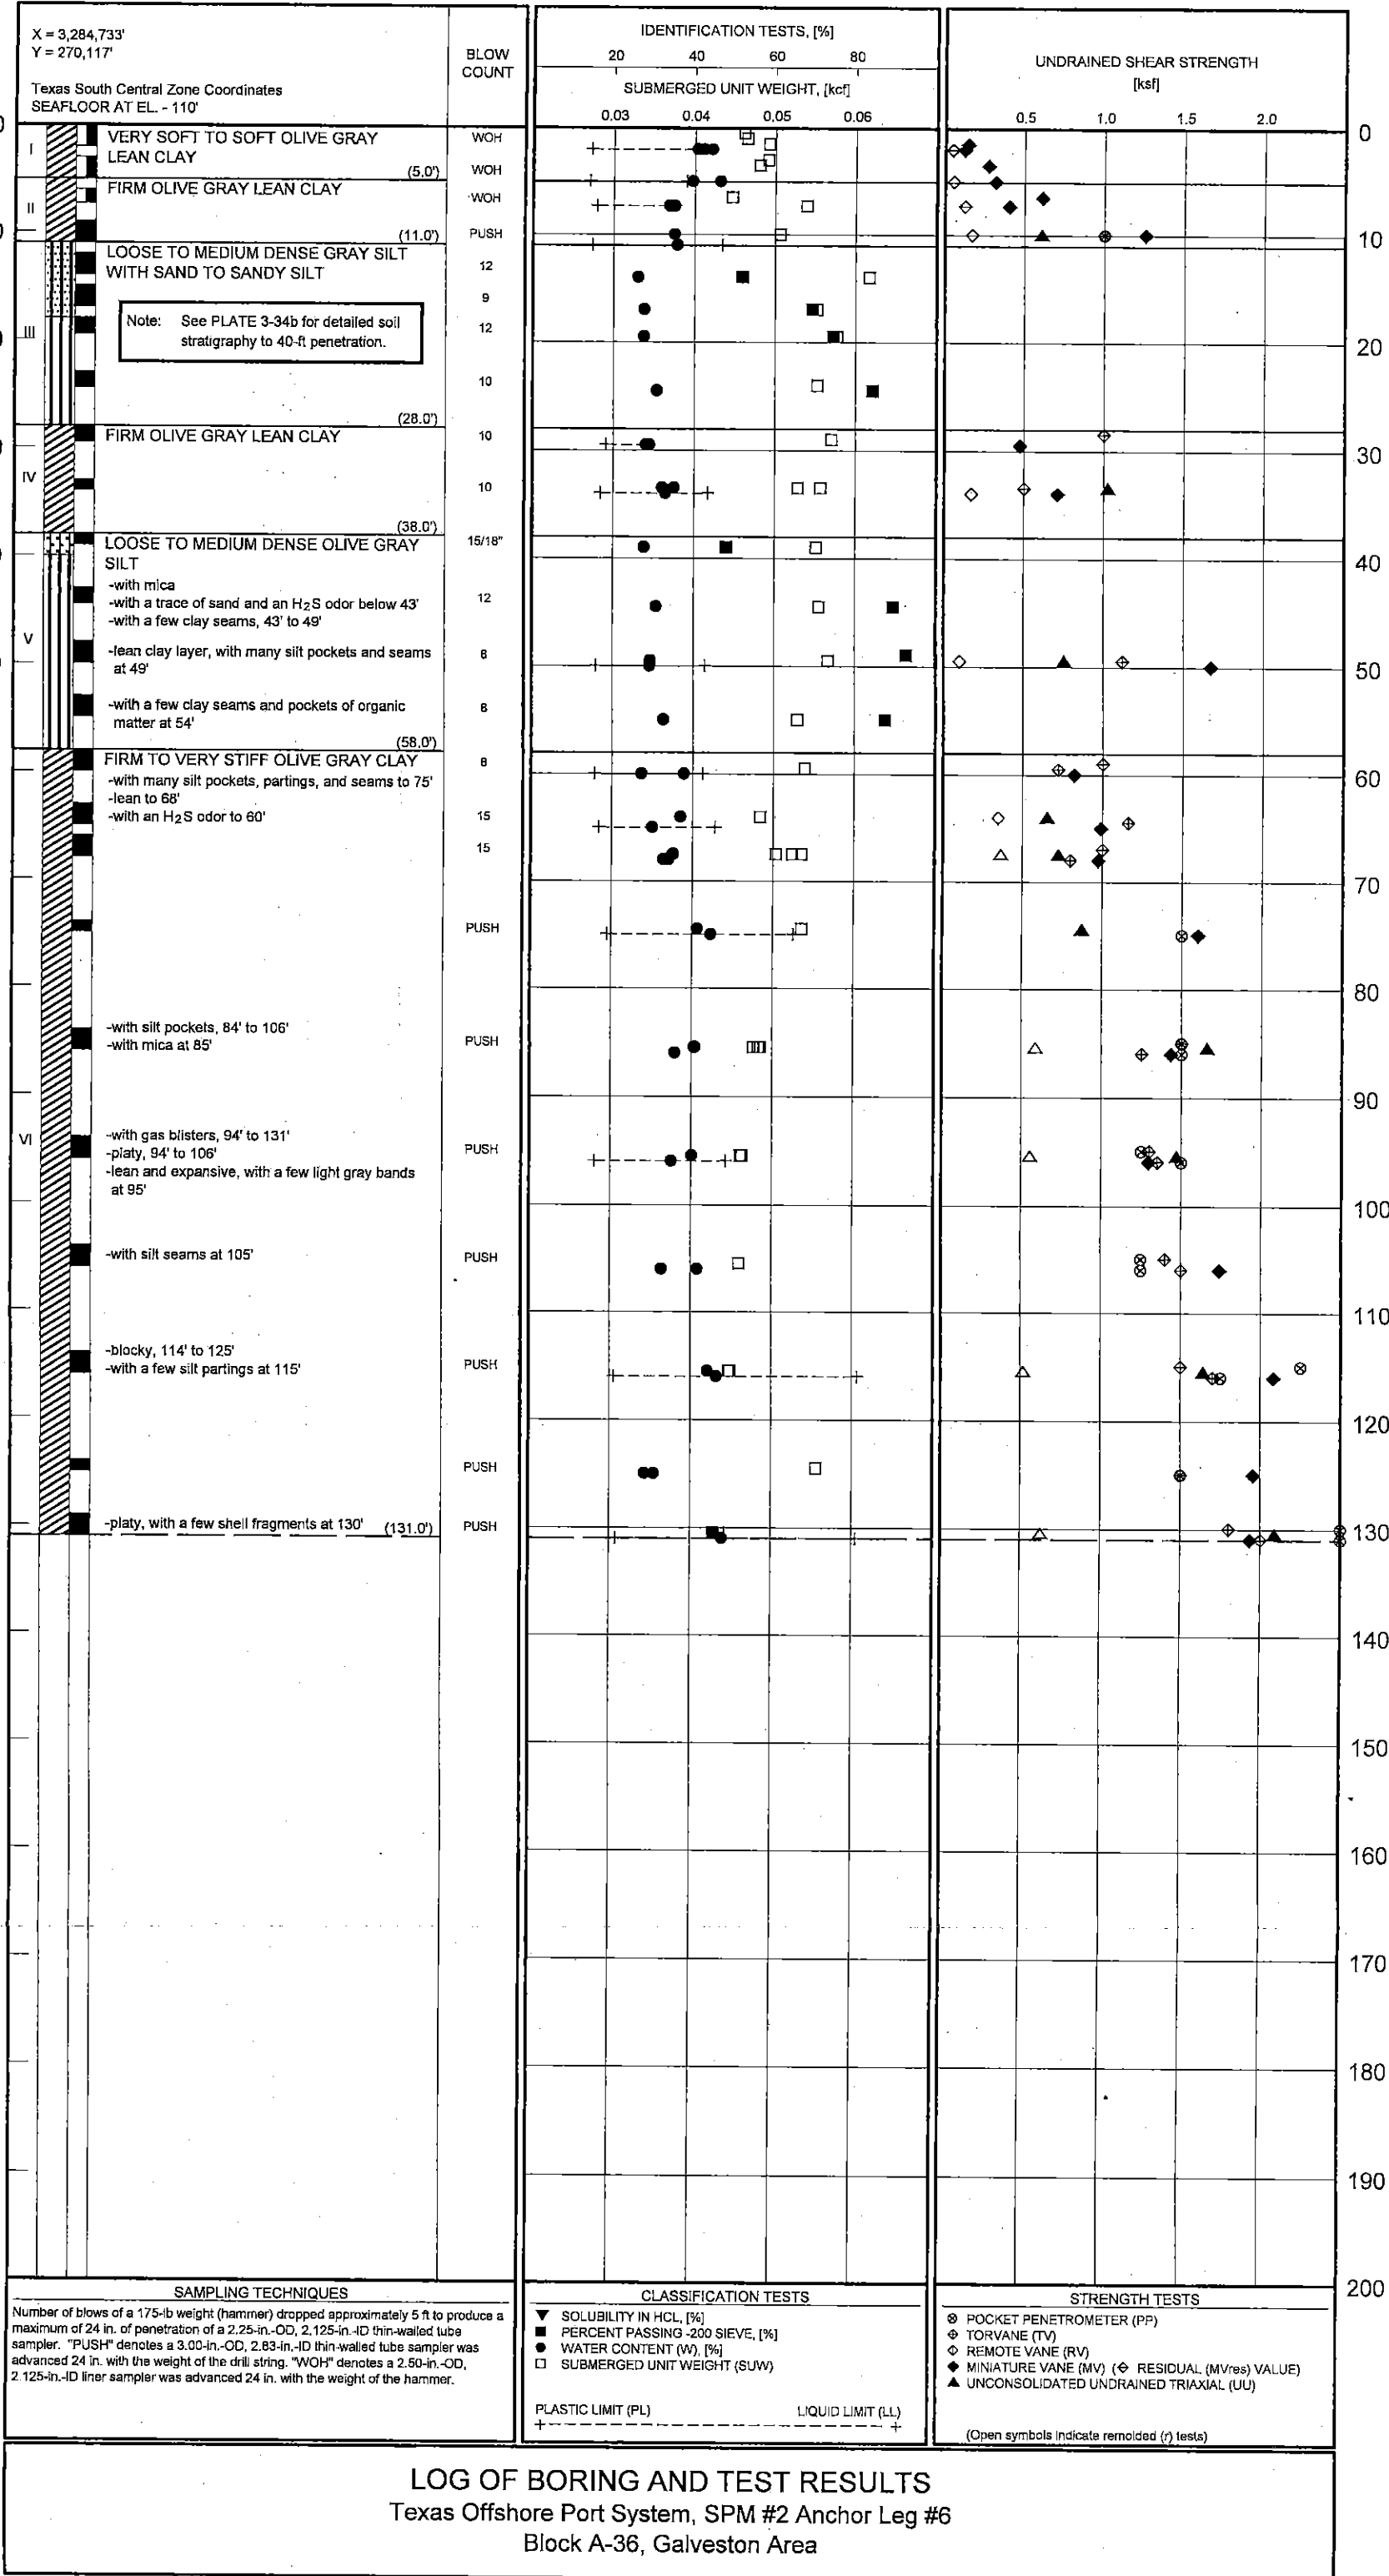 X = 3,284,733'
Y = 270,117'
Texas South Central Zone Coordinates
SEAFLOOR AT EL. - 110'
BLOW
COUNT
IDENTIFICATION TESTS, [%]
20 40 60 80
SUBMERGED UNIT WEIGHT, [kcf]
0.03 0.04 0.05 0.06
UNDRAINED SHEAR STRENGTH
[ksf]
0.5 1.0 1.5 2.0
0
I
VERY SOFT TO SOFT OLIVE GRAY
LEAN CLAY
(5.0')
WOH
WOH
II
FIRM OLIVE GRAY LEAN CLAY
(11.0')
WOH
PUSH
10
III
LOOSE TO MEDIUM DENSE GRAY SILT
WITH SAND TO SANDY SILT
Note: See PLATE 3-34b for detailed soil
stratigraphy to 40-ft penetration.
(28.0')
12
9
12
10
20
IV
FIRM OLIVE GRAY LEAN CLAY
(38.0')
10
10
30
V
LOOSE TO MEDIUM DENSE OLIVE GRAY
SILT
-with mica
-with a trace of sand and an H2S odor below 43'
-with a few clay seams, 43' to 49'
-lean clay layer, with many silt pockets and seams
at 49'
-with a few clay seams and pockets of organic
matter at 54'
(58.0')
15/18"
12
8
8
40
50
VI
FIRM TO VERY STIFF OLIVE GRAY CLAY
-with many silt pockets, partings, and seams to 75'
-lean to 68'
-with an H2S odor to 60'
8
15
15
PUSH
60
70
80
-with silt pockets, 84' to 106'
-with mica at 85'
PUSH
90
-with gas blisters, 94' to 131'
-platy, 94' to 106'
-lean and expansive, with a few light gray bands
at 95'
PUSH
100
-with silt seams at 105'
PUSH
110
-blocky, 114' to 125'
-with a few silt partings at 115'
PUSH
120
PUSH
-platy, with a few shell fragments at 130' (131.0')
PUSH
130
140
150
160
170
180
190
200
SAMPLING TECHNIQUES
Number of blows of a 175-lb weight (hammer) dropped approximately 5 ft to produce a
maximum of 24 in. of penetration of a 2.25-in.-OD, 2.125-in.-ID thin-walled tube
sampler. "PUSH" denotes a 3.00-in.-OD, 2.83-in.-ID thin-walled tube sampler was
advanced 24 in. with the weight of the drill string. "WOH" denotes a 2.50-in.-OD,
2.125-in.-ID liner sampler was advanced 24 in. with the weight of the hammer.
CLASSIFICATION TESTS
▼ SOLUBILITY IN HCL, [%]
■ PERCENT PASSING -200 SIEVE, [%]
● WATER CONTENT (W), [%]
□ SUBMERGED UNIT WEIGHT (SUW)
PLASTIC LIMIT (PL) LIQUID LIMIT (LL)
STRENGTH TESTS
⊗ POCKET PENETROMETER (PP)
⊕ TORVANE (TV)
◇ REMOTE VANE (RV)
◆ MINIATURE VANE (MV) (◇ RESIDUAL (MVres) VALUE)
▲ UNCONSOLIDATED UNDRAINED TRIAXIAL (UU)
(Open symbols indicate remolded (r) tests)
LOG OF BORING AND TEST RESULTS
Texas Offshore Port System, SPM #2 Anchor Leg #6
Block A-36, Galveston Area